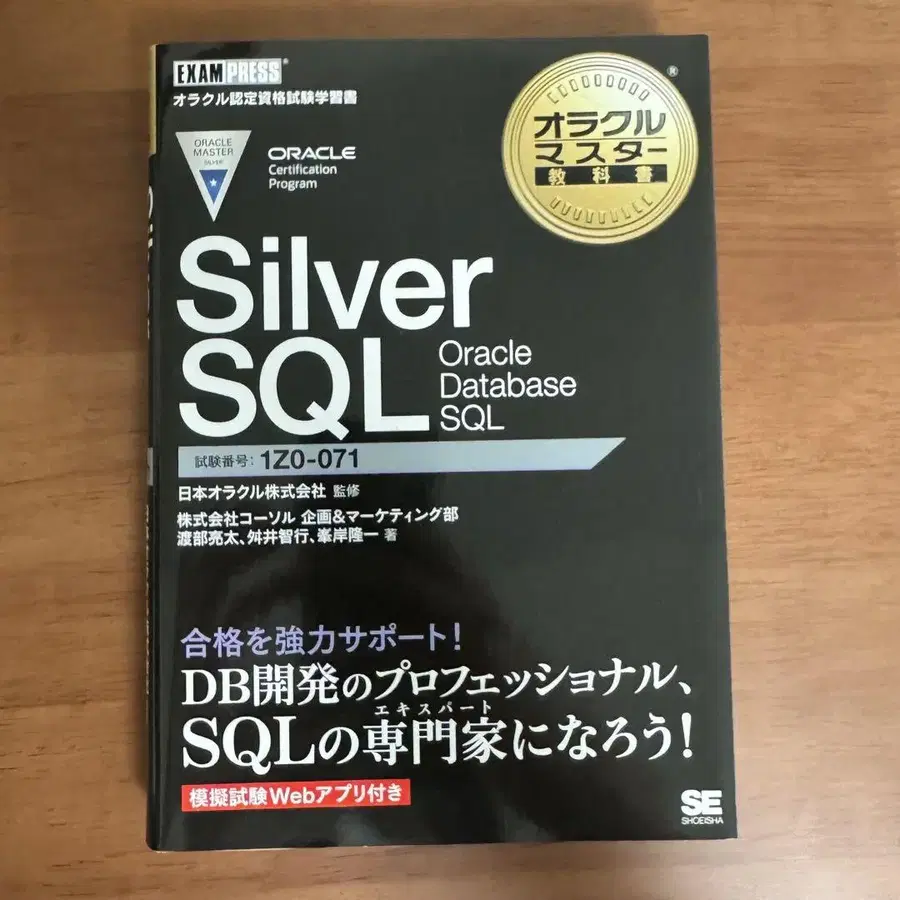 EXAMPRESS®
オラクル認定資格試験学習書
ORACLE
MASTER
SILVER
ORACLE
Certification
Program
オラクル
マスター
教科書
®
Silver
SQL
Oracle
Database
SQL
試験番号：1Z0-071
日本オラクル株式会社 監修
株式会社コーソル 企画&マーケティング部
渡部亮太、舛井智行、峯岸隆一 著
合格を強力サポート！
DB開発のプロフェッショナル、
エキスパート
SQLの専門家になろう！
模擬試験Webアプリ付き
SE
SHOEISHA